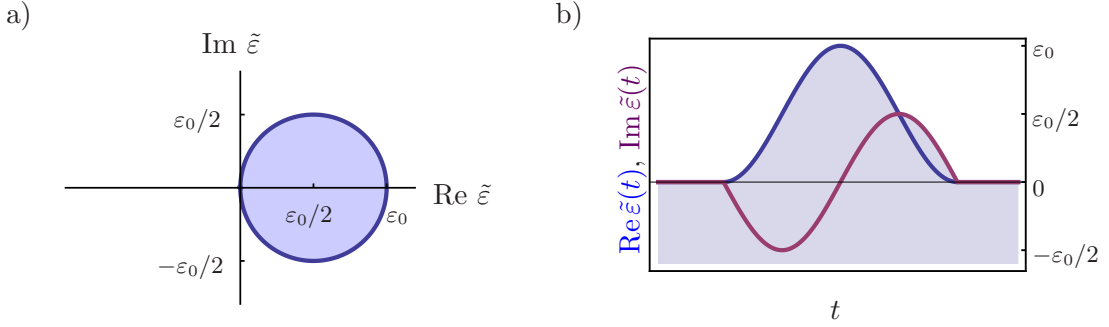 a)
Im ε̃
ε₀/2
ε₀/2
ε₀
Re ε̃
−ε₀/2
b)
Re ε̃(t), Im ε̃(t)
ε₀
ε₀/2
0
−ε₀/2
t